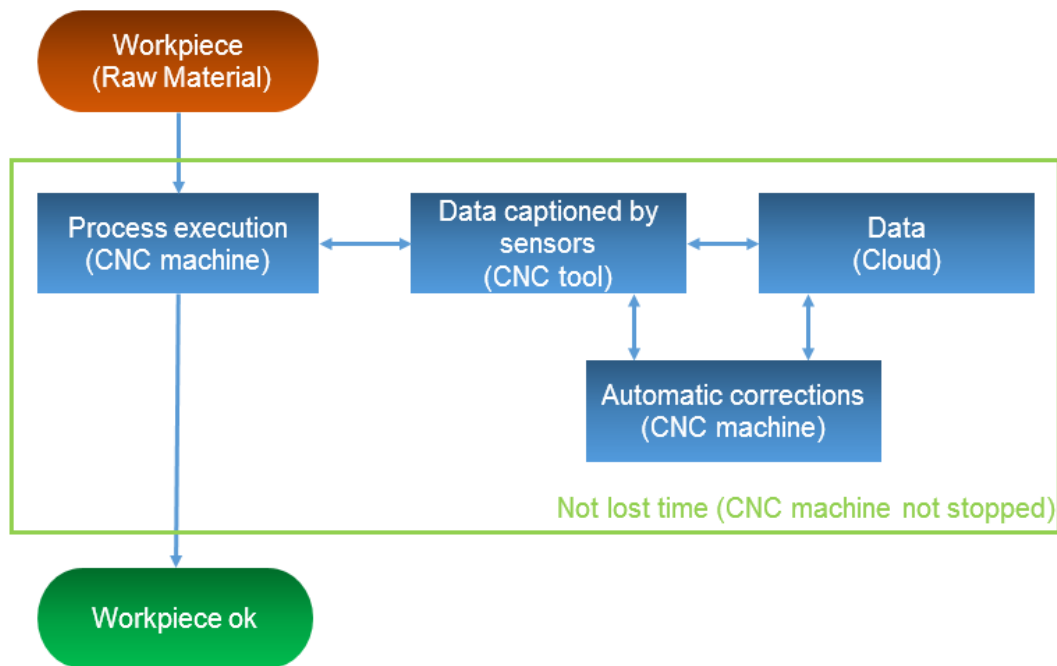 Workpiece
(Raw Material)
Process execution
(CNC machine)
Data captioned by
sensors
(CNC tool)
Data
(Cloud)
Automatic corrections
(CNC machine)
Not lost time (CNC machine not stopped)
Workpiece ok